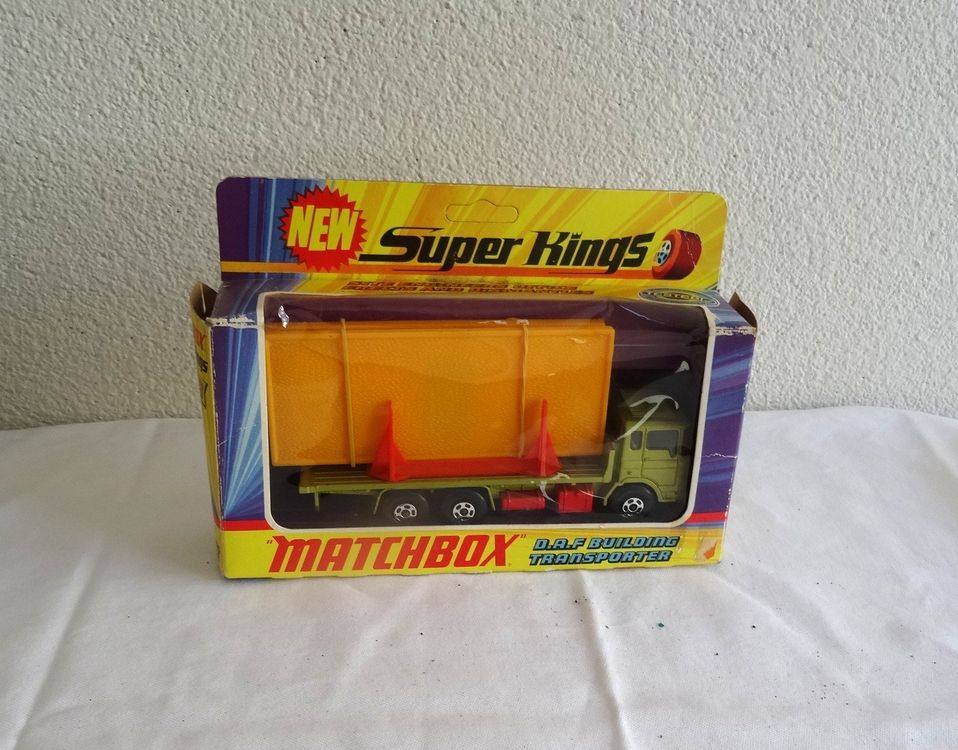 NEW
Super Kings
"MATCHBOX"
D.A.F BUILDING
TRANSPORTER